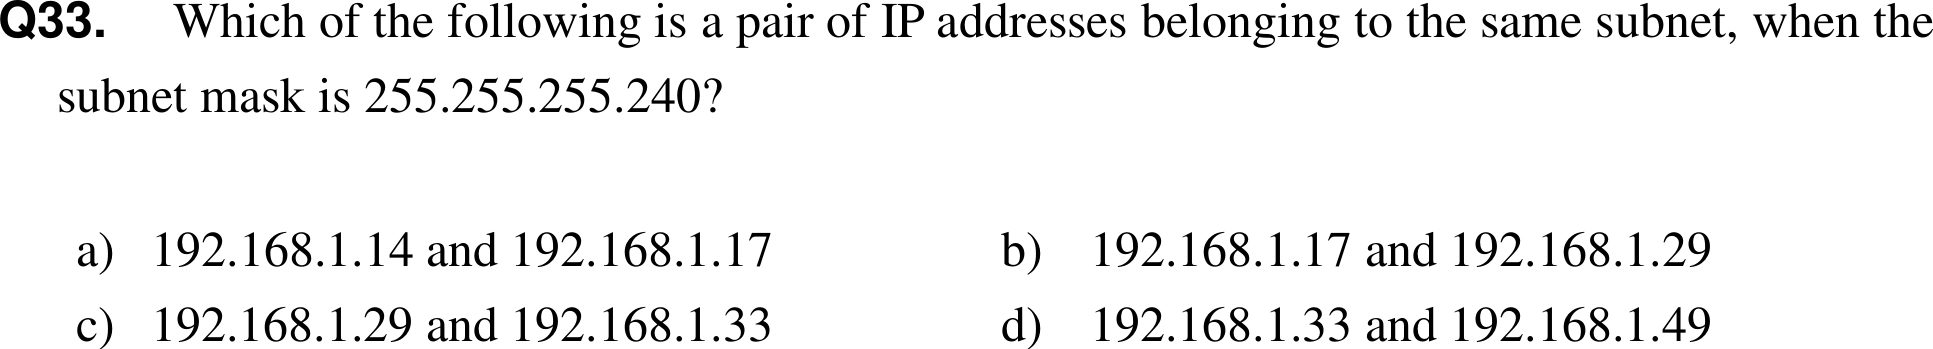 Q33. Which of the following is a pair of IP addresses belonging to the same subnet, when the
subnet mask is 255.255.255.240?
a) 192.168.1.14 and 192.168.1.17 b) 192.168.1.17 and 192.168.1.29
c) 192.168.1.29 and 192.168.1.33 d) 192.168.1.33 and 192.168.1.49